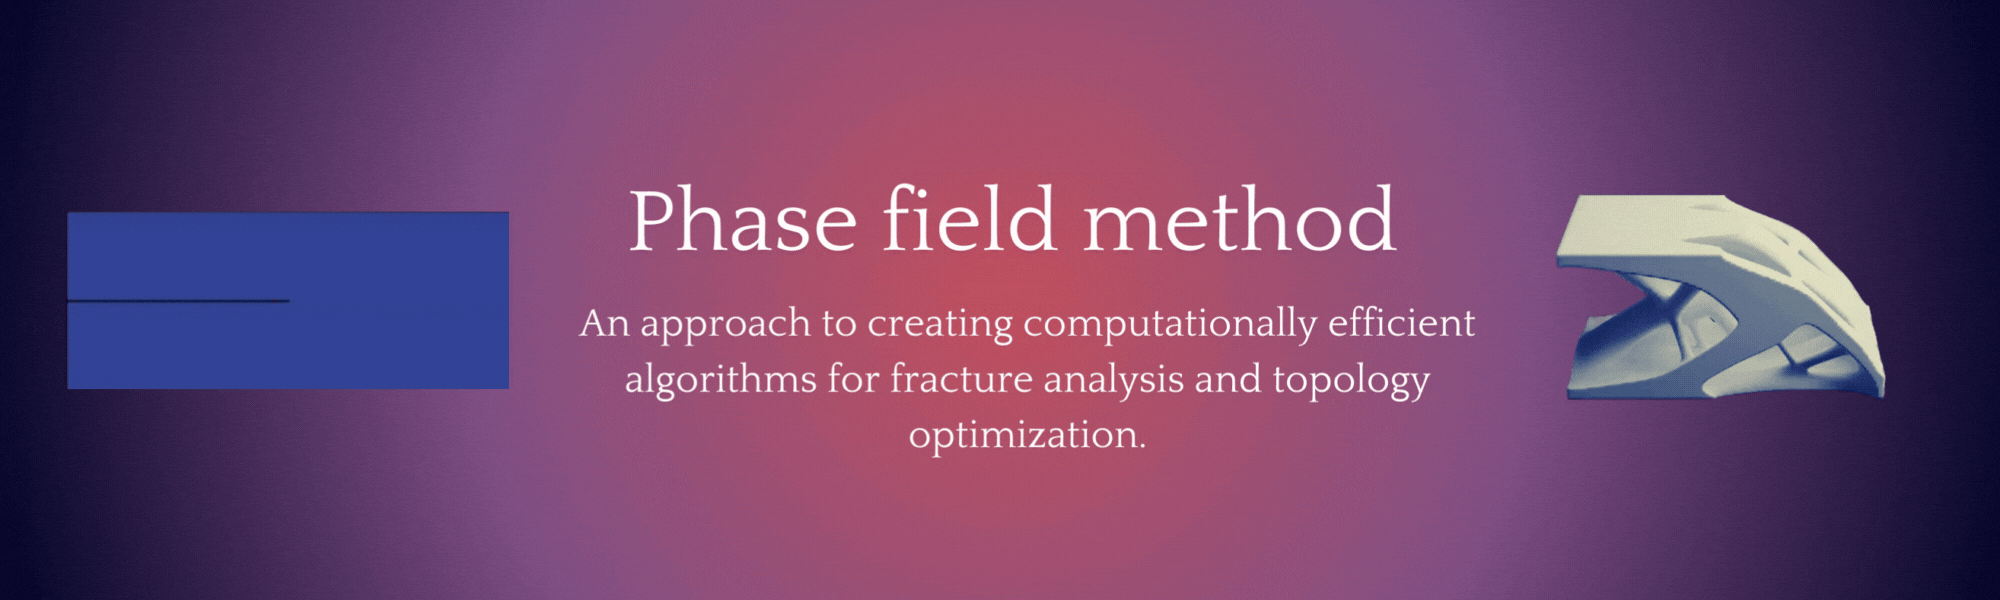 Phase field method
An approach to creating computationally efficient
algorithms for fracture analysis and topology
optimization.